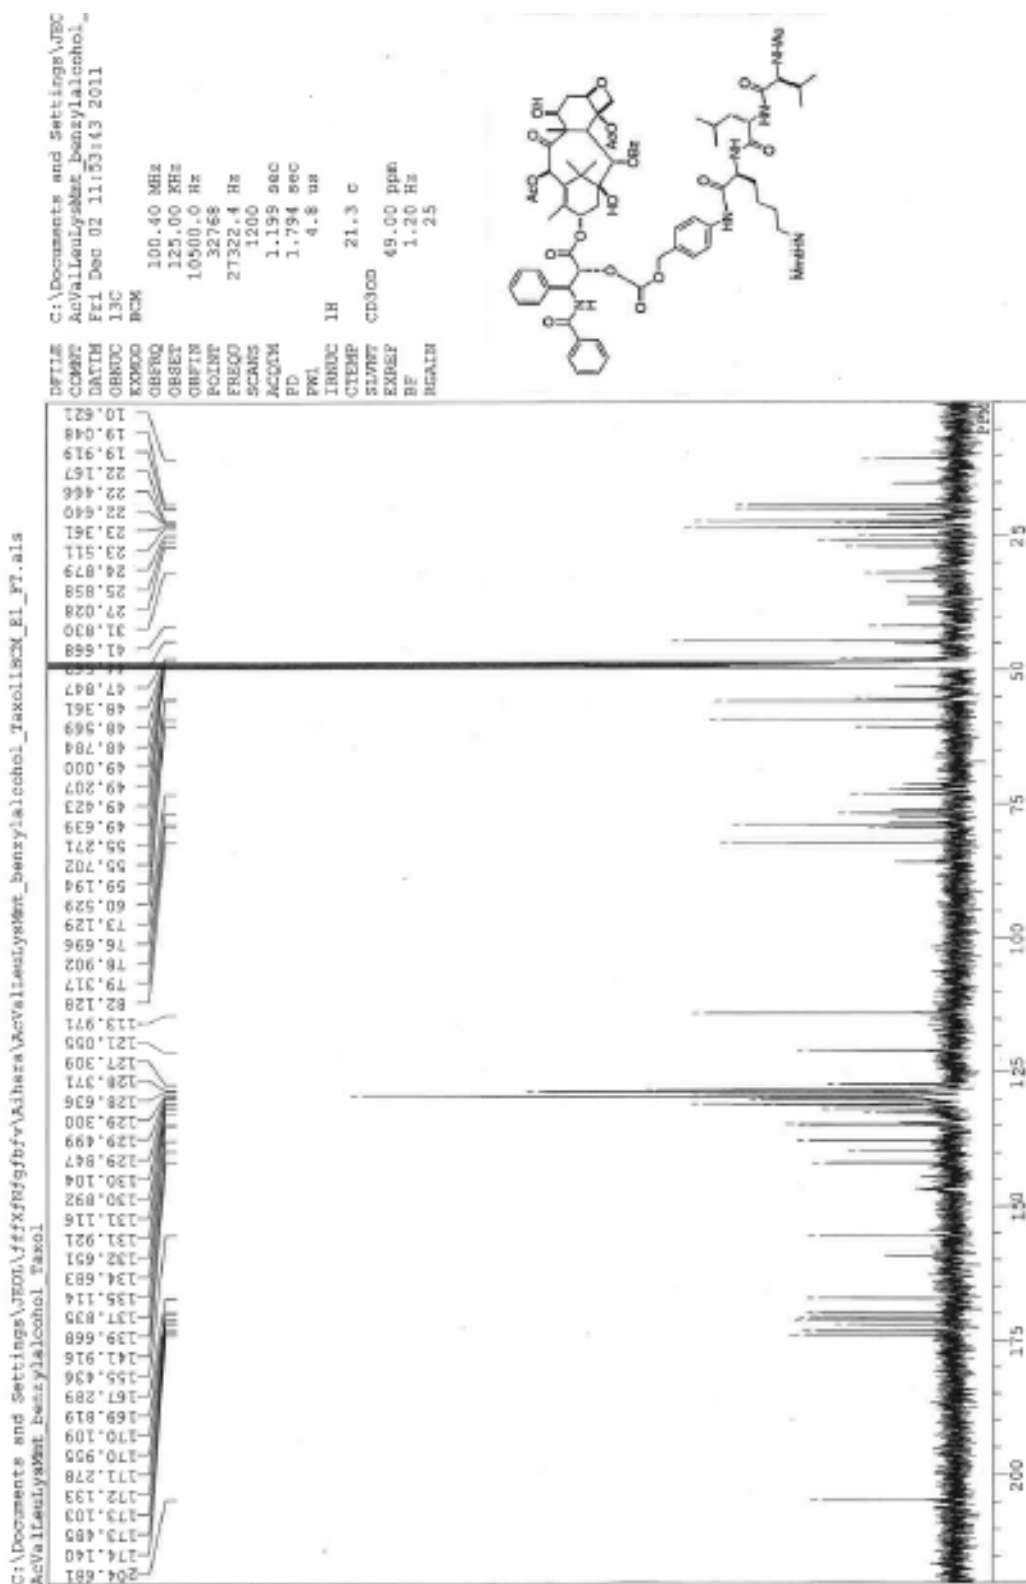 C:\Documents and Settings\JEOL\fffXfNfgfbfv\Aihara\AcValLeuLysMmt_benzylalcohol_Taxol1BCM_E1_FT.als
AcValLeuLysMmt_benzylalcohol_Taxol
DFILE C:\Documents and Settings\JEC
COMNT AcValLeuLysMmt_benzylalcohol_
DATIM Fri Dec 02 11:53:43 2011
OBNUC 13C
EXMOD BCM
OBFRQ 100.40 MHz
OBSET 125.00 KHz
OBFIN 10500.0 Hz
POINT 32768
FREQU 27322.4 Hz
SCANS 1200
ACQTM 1.199 sec
PD 1.794 sec
PW1 4.8 us
IRNUC 1H
CTEMP 21.3 c
SLVNT CD3OD
EXREF 49.00 ppm
BF 1.20 Hz
RGAIN 25
204.681
174.140
173.485
173.103
172.133
171.278
170.955
170.109
169.819
167.289
155.436
141.916
139.668
137.835
135.114
134.683
132.651
131.921
131.116
130.892
130.104
129.847
129.499
129.300
128.636
128.371
127.309
121.055
113.971
82.128
79.317
78.902
76.696
73.129
60.529
59.194
55.702
55.271
49.639
49.423
49.207
49.000
48.784
48.569
48.361
47.847
41.668
31.830
27.028
25.858
24.879
23.511
23.361
22.640
22.466
22.167
19.919
19.048
10.621
200
175
150
125
100
75
50
25
PPM
AcO
O
OH
O
AcO
OBz
HO
O
O
O
NH
O
O
O
HN
O
NH
O
HN
O
NHAc
MmtHN